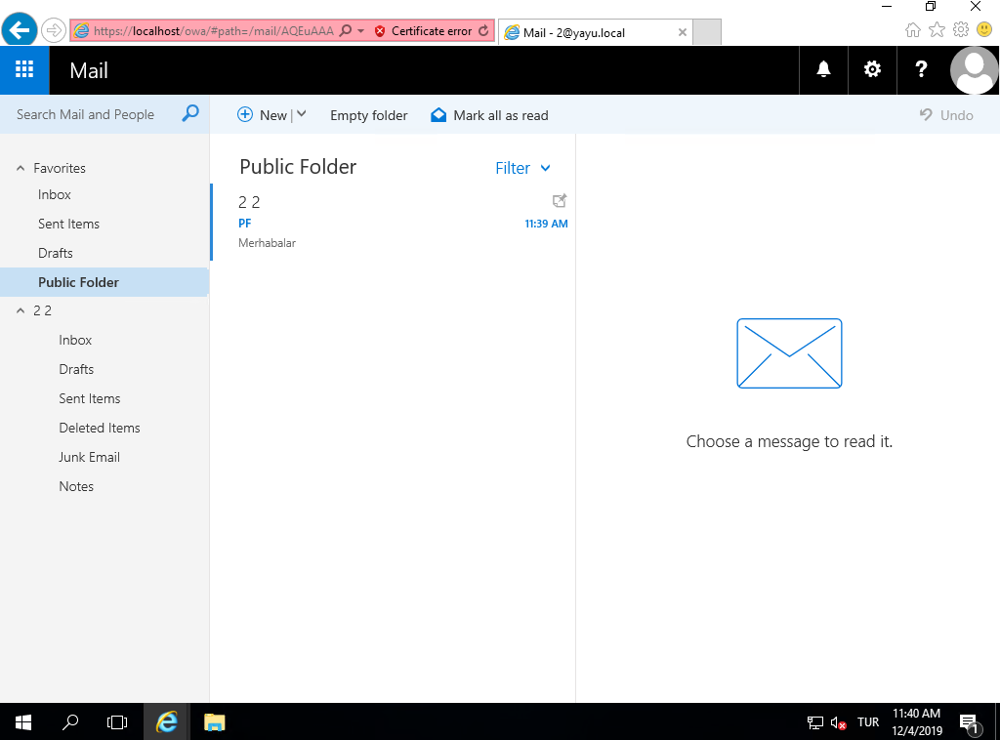 https://localhost/owa/#path=/mail/AQEuAAA
Certificate error
Mail - 2@yayu.local
Mail
?
Search Mail and People
New
Empty folder
Mark all as read
Undo
Favorites
Inbox
Sent Items
Drafts
Public Folder
2 2
Inbox
Drafts
Sent Items
Deleted Items
Junk Email
Notes
Public Folder
Filter
2 2
PF
11:39 AM
Merhabalar
Choose a message to read it.
TUR
11:40 AM
12/4/2019
1